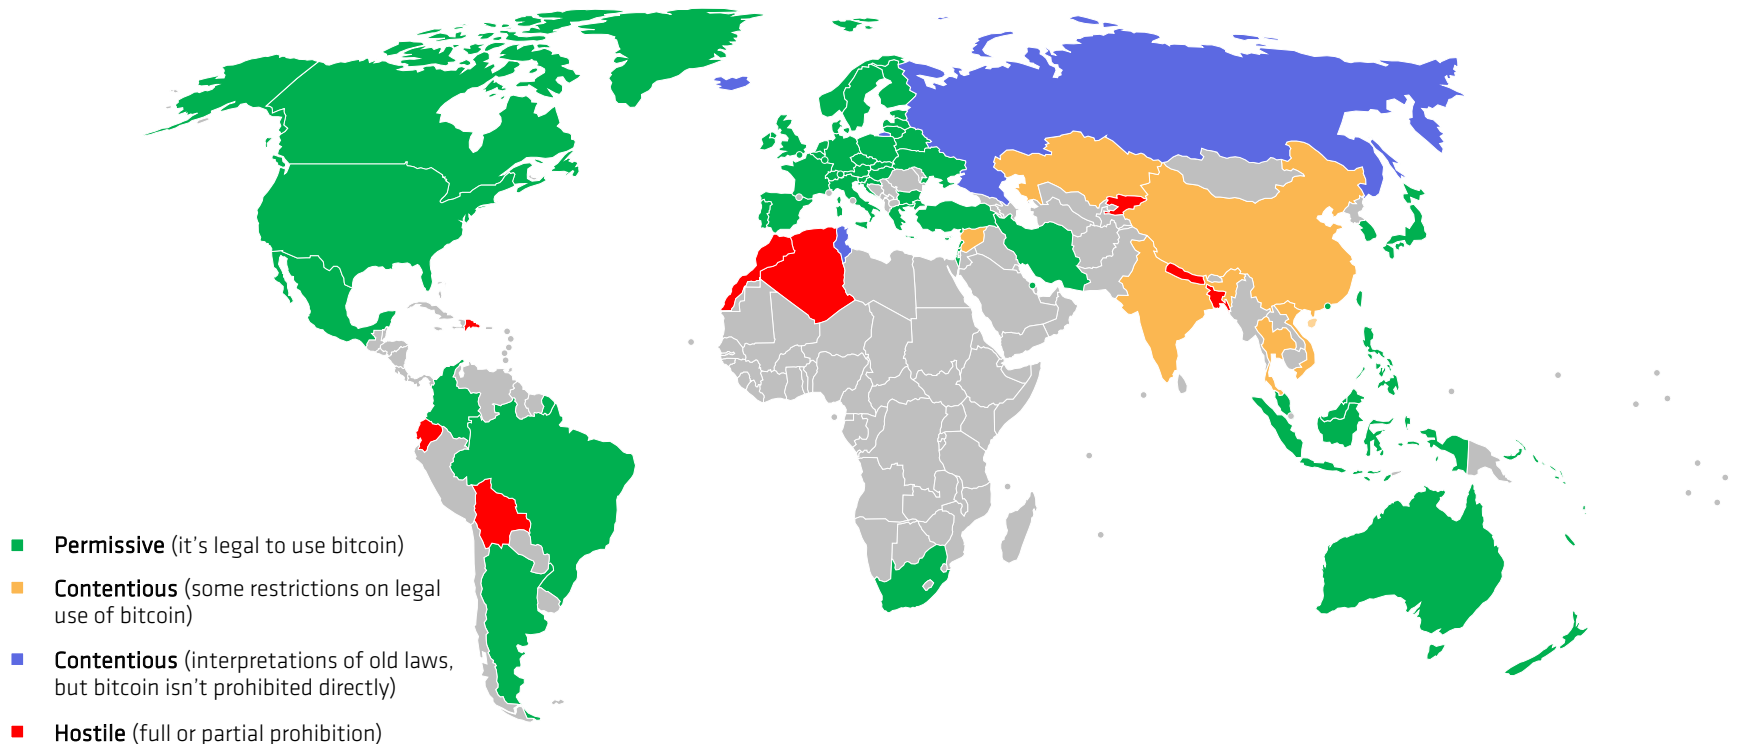 Permissive (it’s legal to use bitcoin)
Contentious (some restrictions on legal
use of bitcoin)
Contentious (interpretations of old laws,
but bitcoin isn’t prohibited directly)
Hostile (full or partial prohibition)